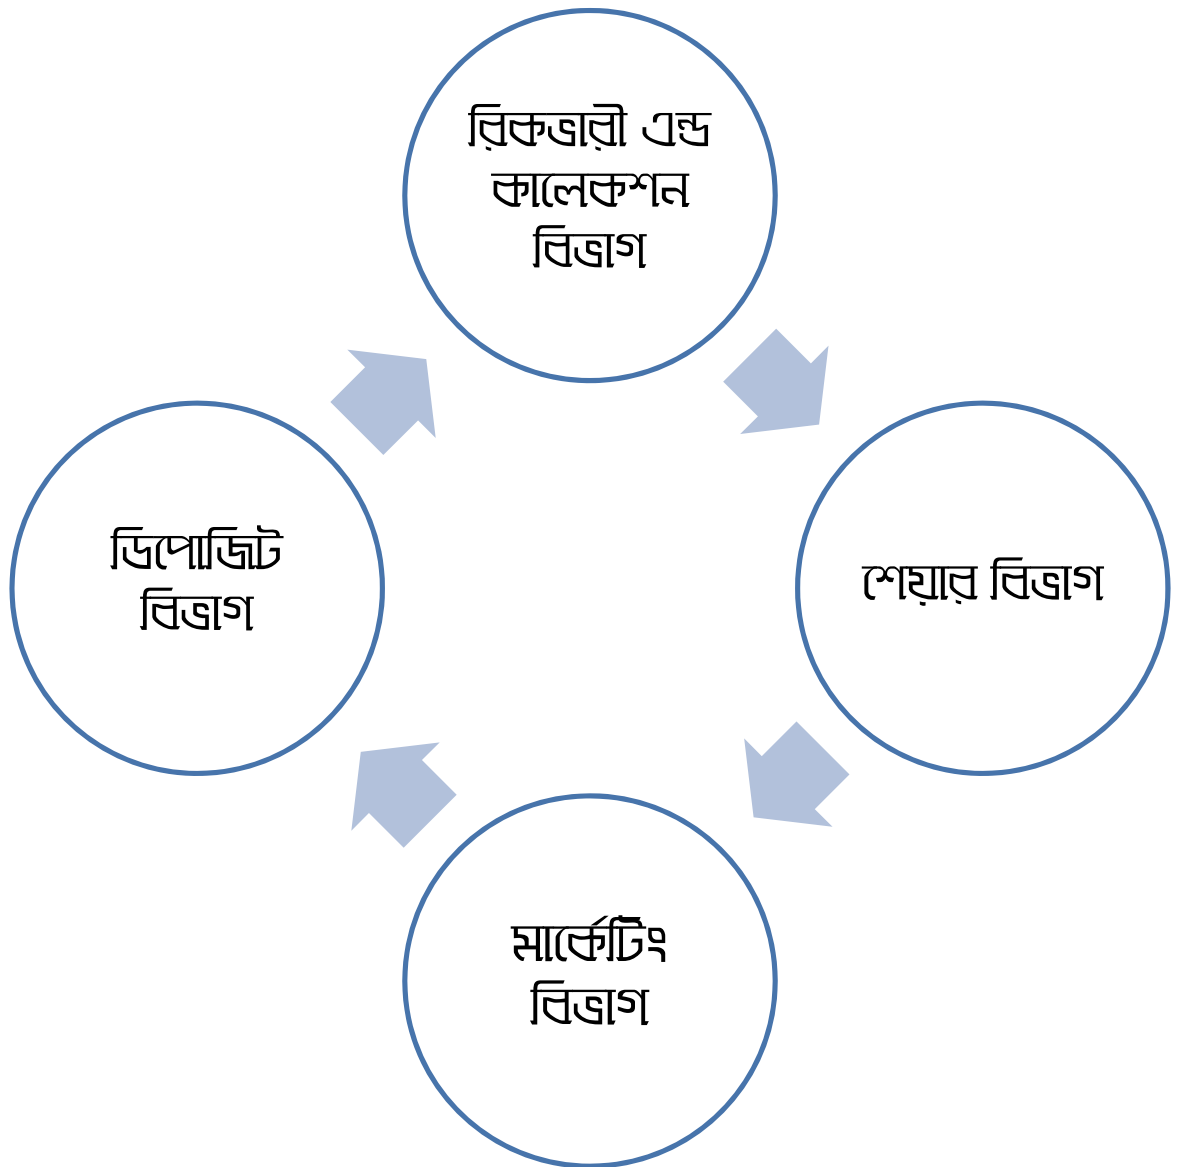 রিকভারী এন্ড
কালেকশন
বিভাগ
শেয়ার বিভাগ
মার্কেটিং
বিভাগ
ডিপোজিট
বিভাগ